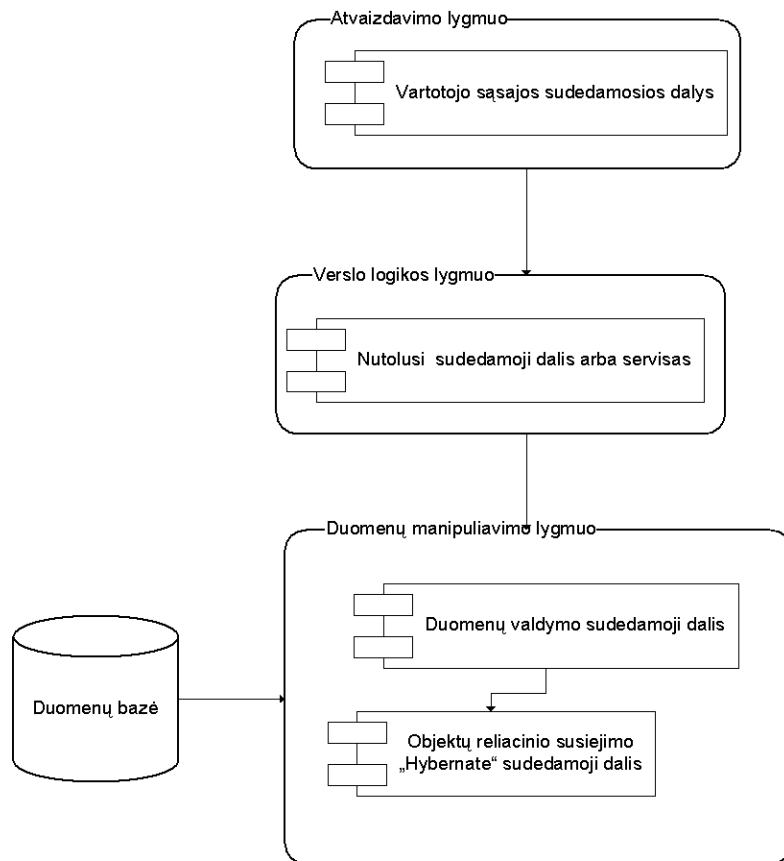 Atvaizdavimo lygmuo
Vartotojo sąsajos sudedamosios dalys
Verslo logikos lygmuo
Nutolusi sudedamoji dalis arba servisas
Duomenų manipuliavimo lygmuo
Duomenų valdymo sudedamoji dalis
Duomenų bazė
Objektų reliacinio susiejimo
„Hybernate“ sudedamoji dalis